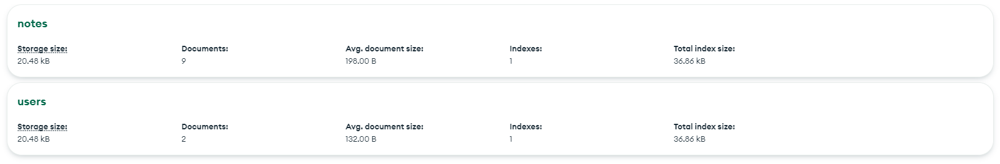 notes
Storage size: Documents: Avg. document size: Indexes: Total index size:
20.48 kB 9 198.00 B 1 36.86 kB
users
Storage size: Documents: Avg. document size: Indexes: Total index size:
20.48 kB 2 132.00 B 1 36.86 kB